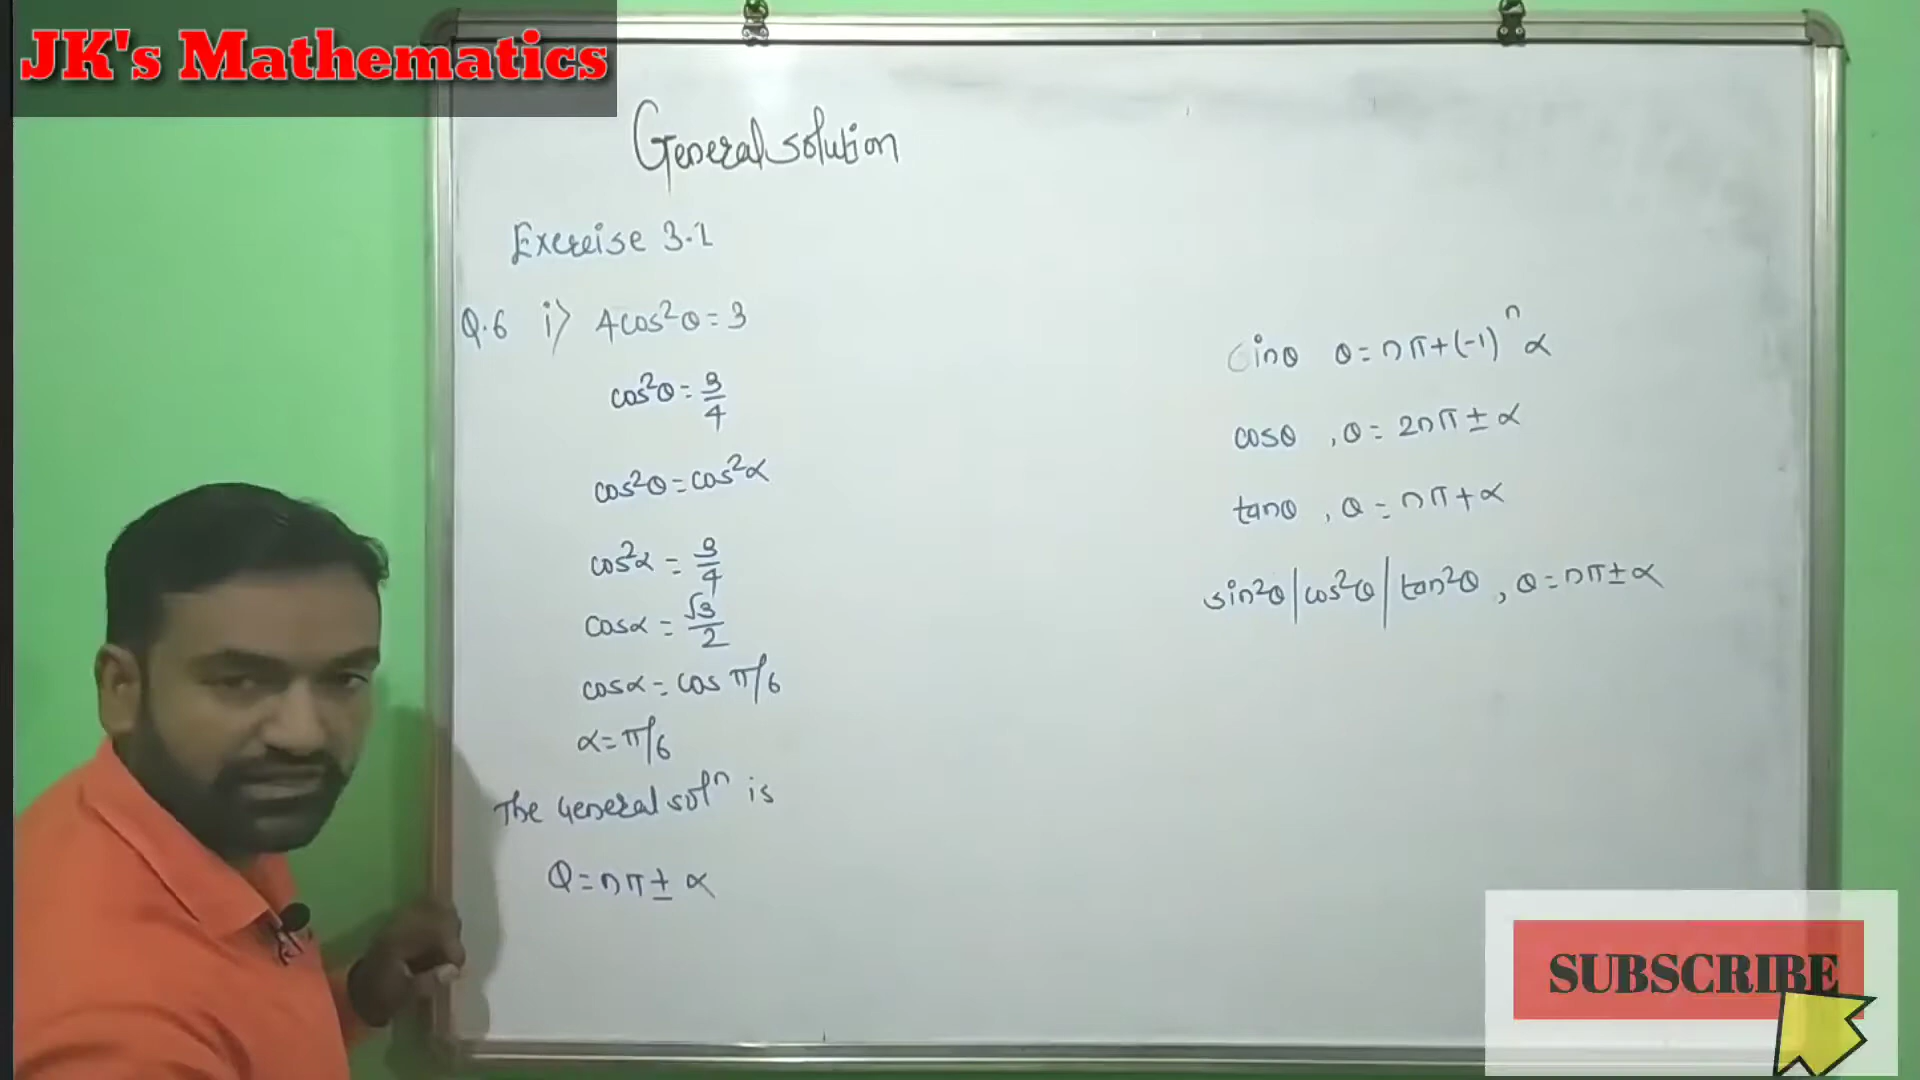 JK's Mathematics
General solution
Exercise 3.1
Q.6 i) 4cos²θ = 3
cos²θ = 3/4
cos²θ = cos²α
cos²α = 3/4
cosα = √3/2
cosα = cos π/6
α = π/6
The General solⁿ is
θ = nπ ± α
sinθ θ = nπ + (-1)ⁿ α
cosθ , θ = 2nπ ± α
tanθ , θ = nπ + α
sin²θ | cos²θ | tan²θ , θ = nπ ± α
SUBSCRIBE